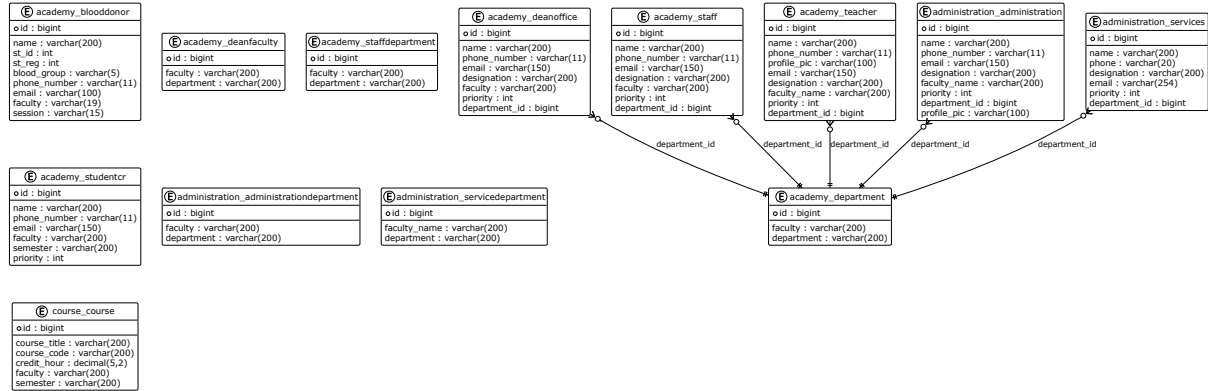 E academy_blooddonor
id : bigint
name : varchar(200)
st_id : int
st_reg : int
blood_group : varchar(5)
phone_number : varchar(11)
email : varchar(100)
faculty : varchar(19)
session : varchar(15)
E academy_deanfaculty
id : bigint
faculty : varchar(200)
department : varchar(200)
E academy_staffdepartment
id : bigint
faculty : varchar(200)
department : varchar(200)
E academy_deanoffice
id : bigint
name : varchar(200)
phone_number : varchar(11)
email : varchar(150)
designation : varchar(200)
faculty : varchar(200)
priority : int
department_id : bigint
E academy_staff
id : bigint
name : varchar(200)
phone_number : varchar(11)
email : varchar(150)
designation : varchar(200)
faculty : varchar(200)
priority : int
department_id : bigint
E academy_teacher
id : bigint
name : varchar(200)
phone_number : varchar(11)
profile_pic : varchar(100)
email : varchar(150)
designation : varchar(200)
faculty_name : varchar(200)
priority : int
department_id : bigint
E administration_administration
id : bigint
name : varchar(200)
phone_number : varchar(11)
email : varchar(150)
designation : varchar(200)
faculty_name : varchar(200)
priority : int
department_id : bigint
profile_pic : varchar(100)
E administration_services
id : bigint
name : varchar(200)
phone : varchar(20)
designation : varchar(200)
email : varchar(254)
priority : int
department_id : bigint
department_id
department_id
department_id
department_id
department_id
E academy_studentcr
id : bigint
name : varchar(200)
phone_number : varchar(11)
email : varchar(150)
faculty : varchar(200)
semester : varchar(200)
priority : int
E administration_administrationdepartment
id : bigint
faculty : varchar(200)
department : varchar(200)
E administration_servicedepartment
id : bigint
faculty_name : varchar(200)
department : varchar(200)
E academy_department
id : bigint
faculty : varchar(200)
department : varchar(200)
E course_course
id : bigint
course_title : varchar(200)
course_code : varchar(200)
credit_hour : decimal(5,2)
faculty : varchar(200)
semester : varchar(200)